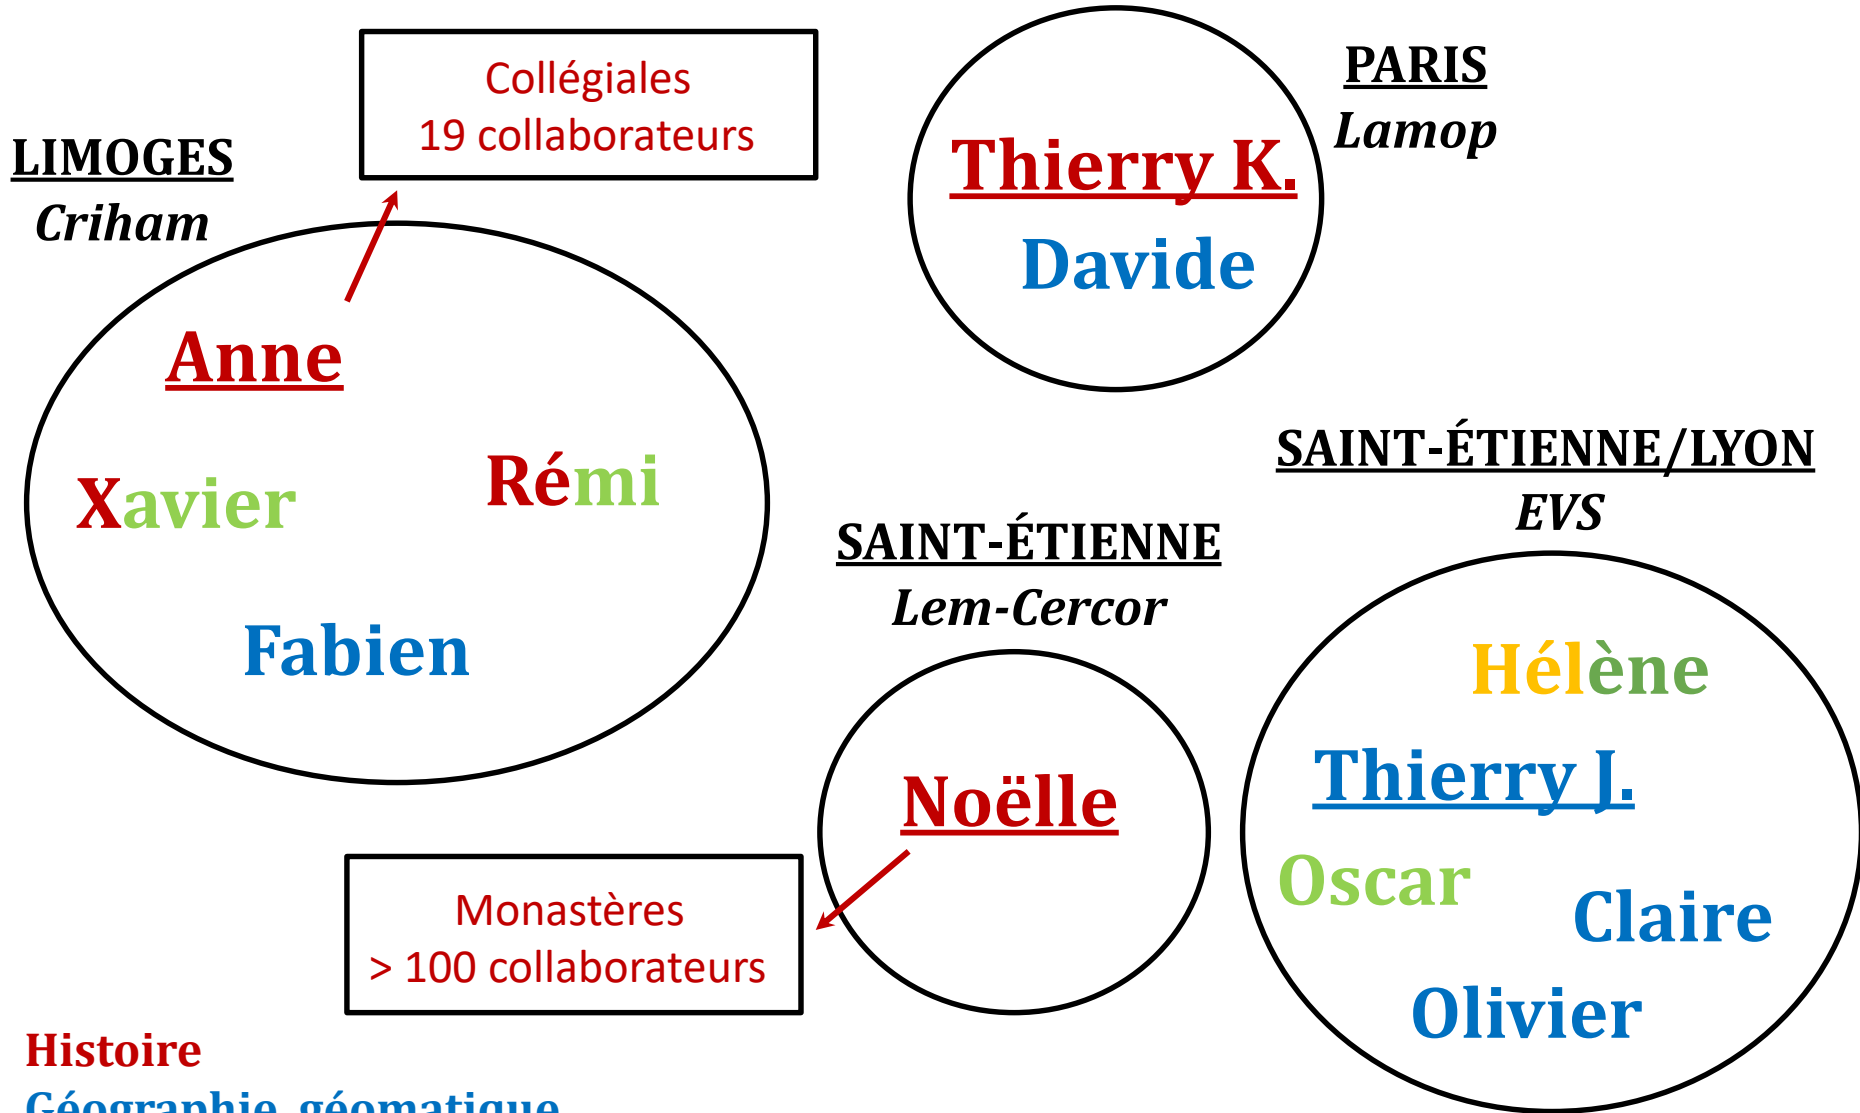 Collégiales
19 collaborateurs
PARIS
Lamop
LIMOGES
Criham
Thierry K.
Davide
Anne
Xavier
Rémi
Fabien
SAINT-ÉTIENNE/LYON
EVS
SAINT-ÉTIENNE
Lem-Cercor
Hélène
Thierry J.
Oscar
Claire
Olivier
Noëlle
Monastères
> 100 collaborateurs
Histoire
Géographie, géomatique